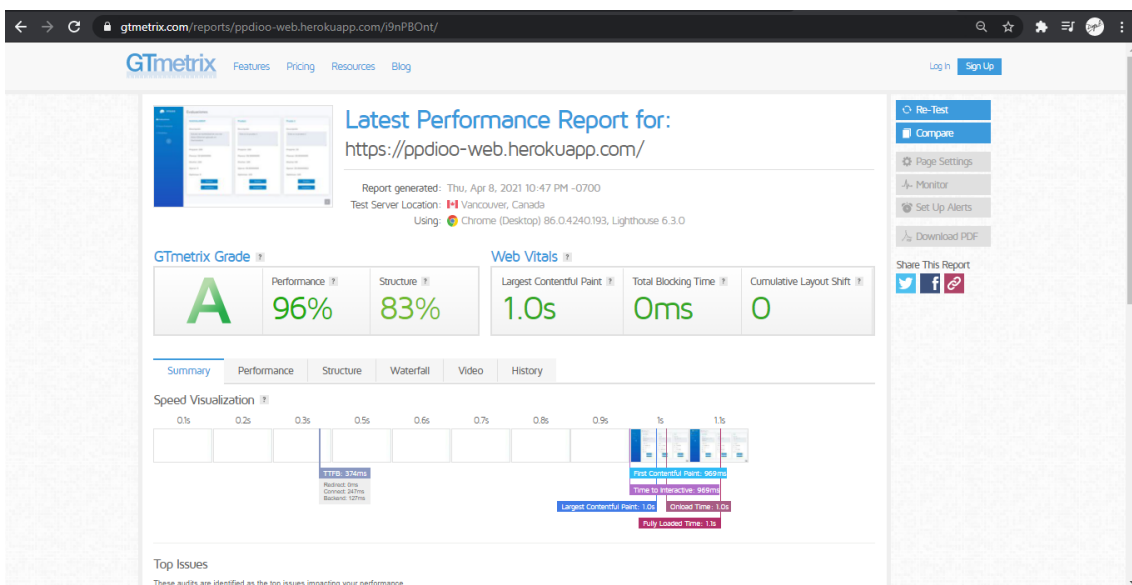 gtmetrix.com/reports/ppdioo-web.herokuapp.com/i9nPBOnt/
GTmetrix Features Pricing Resources Blog Log In Sign Up
Latest Performance Report for:
https://ppdioo-web.herokuapp.com/
Report generated: Thu, Apr 8, 2021 10:47 PM -0700
Test Server Location: Vancouver, Canada
Using: Chrome (Desktop) 86.0.4240.193, Lighthouse 6.3.0
Re-Test
Compare
Page Settings
Monitor
Set Up Alerts
Download PDF
Share This Report
GTmetrix Grade ?
A
Performance ?
96%
Structure ?
83%
Web Vitals ?
Largest Contentful Paint ?
1.0s
Total Blocking Time ?
0ms
Cumulative Layout Shift ?
0
Summary Performance Structure Waterfall Video History
Speed Visualization ?
0.1s 0.2s 0.3s 0.5s 0.6s 0.7s 0.8s 0.9s 1s 1.1s
TTFB: 374ms
Redirect: 0ms
Connect: 247ms
Backend: 127ms
First Contentful Paint: 969ms
Time to Interactive: 969ms
Largest Contentful Paint: 1.0s
Onload Time: 1.0s
Fully Loaded Time: 1.1s
Top Issues
These audits are identified as the top issues impacting your performance